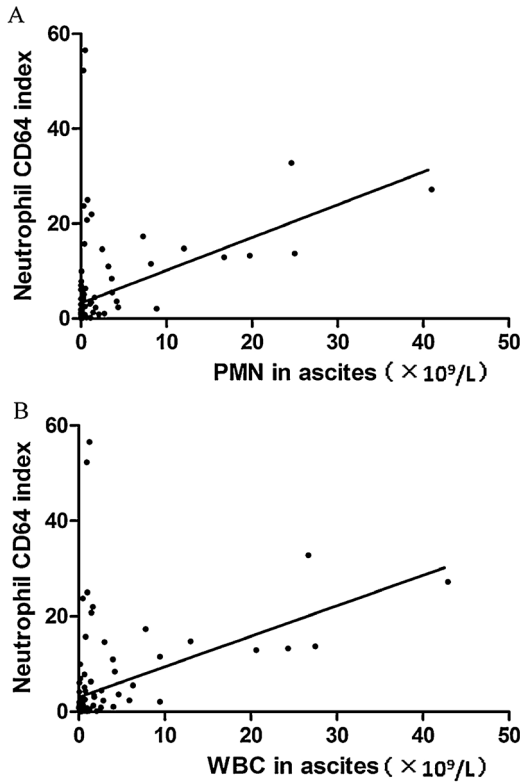 A
Neutrophil CD64 index
60
40
20
0
0 10 20 30 40 50
PMN in ascites (×10⁹/L)
B
Neutrophil CD64 index
60
40
20
0
0 10 20 30 40 50
WBC in ascites (×10⁹/L)